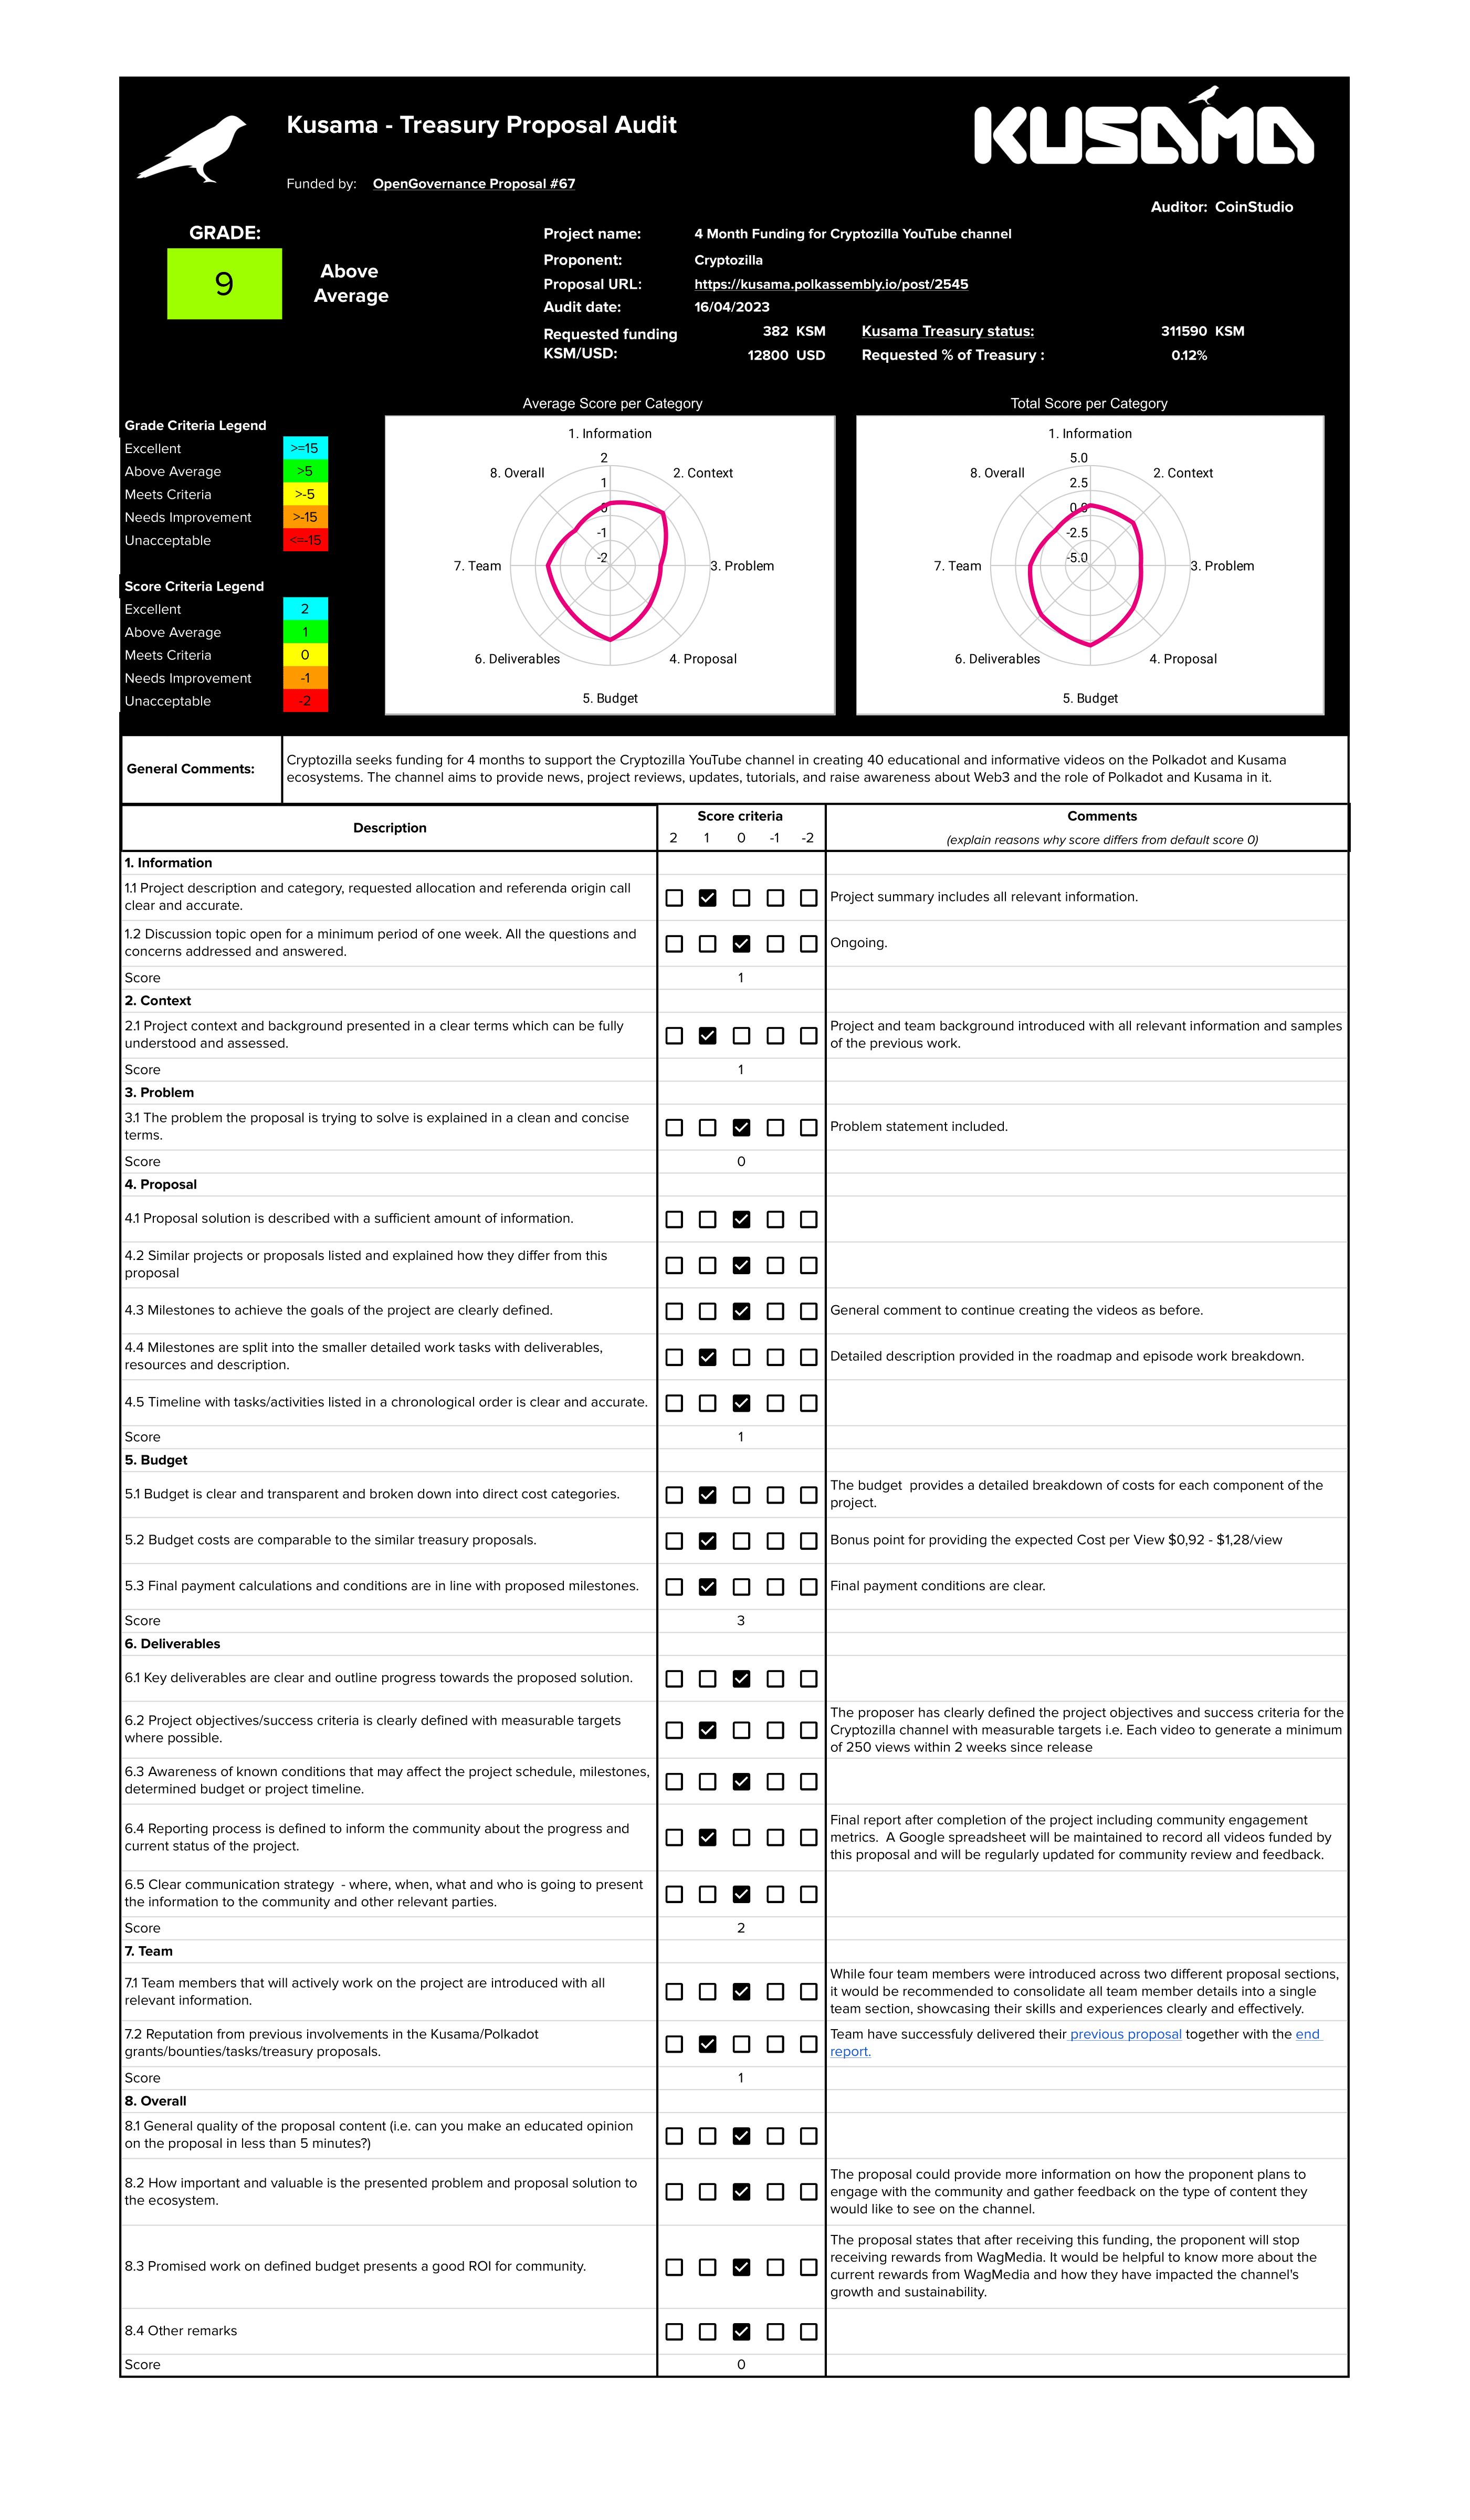 KUSAMA
Kusama - Treasury Proposal Audit
Funded by: OpenGovernance Proposal #67
Auditor: CoinStudio
GRADE:
9
Above
Average
Project name: 4 Month Funding for Cryptozilla YouTube channel
Proponent: Cryptozilla
Proposal URL: https://kusama.polkassembly.io/post/2545
Audit date: 16/04/2023
Requested funding
KSM/USD:
382 KSM
12800 USD
Kusama Treasury status: 311590 KSM
Requested % of Treasury : 0.12%
Grade Criteria Legend
Excellent >=15
Above Average >5
Meets Criteria >-5
Needs Improvement >-15
Unacceptable <=-15
Score Criteria Legend
Excellent 2
Above Average 1
Meets Criteria 0
Needs Improvement -1
Unacceptable -2
Average Score per Category
1. Information
2. Context
3. Problem
4. Proposal
5. Budget
6. Deliverables
7. Team
8. Overall
2
1
0
-1
-2
Total Score per Category
1. Information
2. Context
3. Problem
4. Proposal
5. Budget
6. Deliverables
7. Team
8. Overall
5.0
2.5
0.0
-2.5
-5.0
General Comments:
Cryptozilla seeks funding for 4 months to support the Cryptozilla YouTube channel in creating 40 educational and informative videos on the Polkadot and Kusama
ecosystems. The channel aims to provide news, project reviews, updates, tutorials, and raise awareness about Web3 and the role of Polkadot and Kusama in it.
Description
Score criteria
2 1 0 -1 -2
Comments
(explain reasons why score differs from default score 0)
1. Information
1.1 Project description and category, requested allocation and referenda origin call
clear and accurate.
Project summary includes all relevant information.
1.2 Discussion topic open for a minimum period of one week. All the questions and
concerns addressed and answered.
Ongoing.
Score 1
2. Context
2.1 Project context and background presented in a clear terms which can be fully
understood and assessed.
Project and team background introduced with all relevant information and samples
of the previous work.
Score 1
3. Problem
3.1 The problem the proposal is trying to solve is explained in a clean and concise
terms.
Problem statement included.
Score 0
4. Proposal
4.1 Proposal solution is described with a sufficient amount of information.
4.2 Similar projects or proposals listed and explained how they differ from this
proposal
4.3 Milestones to achieve the goals of the project are clearly defined.
General comment to continue creating the videos as before.
4.4 Milestones are split into the smaller detailed work tasks with deliverables,
resources and description.
Detailed description provided in the roadmap and episode work breakdown.
4.5 Timeline with tasks/activities listed in a chronological order is clear and accurate.
Score 1
5. Budget
5.1 Budget is clear and transparent and broken down into direct cost categories.
The budget provides a detailed breakdown of costs for each component of the
project.
5.2 Budget costs are comparable to the similar treasury proposals.
Bonus point for providing the expected Cost per View $0,92 - $1,28/view
5.3 Final payment calculations and conditions are in line with proposed milestones.
Final payment conditions are clear.
Score 3
6. Deliverables
6.1 Key deliverables are clear and outline progress towards the proposed solution.
6.2 Project objectives/success criteria is clearly defined with measurable targets
where possible.
The proposer has clearly defined the project objectives and success criteria for the
Cryptozilla channel with measurable targets i.e. Each video to generate a minimum
of 250 views within 2 weeks since release
6.3 Awareness of known conditions that may affect the project schedule, milestones,
determined budget or project timeline.
6.4 Reporting process is defined to inform the community about the progress and
current status of the project.
Final report after completion of the project including community engagement
metrics. A Google spreadsheet will be maintained to record all videos funded by
this proposal and will be regularly updated for community review and feedback.
6.5 Clear communication strategy - where, when, what and who is going to present
the information to the community and other relevant parties.
Score 2
7. Team
7.1 Team members that will actively work on the project are introduced with all
relevant information.
While four team members were introduced across two different proposal sections,
it would be recommended to consolidate all team member details into a single
team section, showcasing their skills and experiences clearly and effectively.
7.2 Reputation from previous involvements in the Kusama/Polkadot
grants/bounties/tasks/treasury proposals.
Team have successfuly delivered their previous proposal together with the end
report.
Score 1
8. Overall
8.1 General quality of the proposal content (i.e. can you make an educated opinion
on the proposal in less than 5 minutes?)
8.2 How important and valuable is the presented problem and proposal solution to
the ecosystem.
The proposal could provide more information on how the proponent plans to
engage with the community and gather feedback on the type of content they
would like to see on the channel.
8.3 Promised work on defined budget presents a good ROI for community.
The proposal states that after receiving this funding, the proponent will stop
receiving rewards from WagMedia. It would be helpful to know more about the
current rewards from WagMedia and how they have impacted the channel's
growth and sustainability.
8.4 Other remarks
Score 0